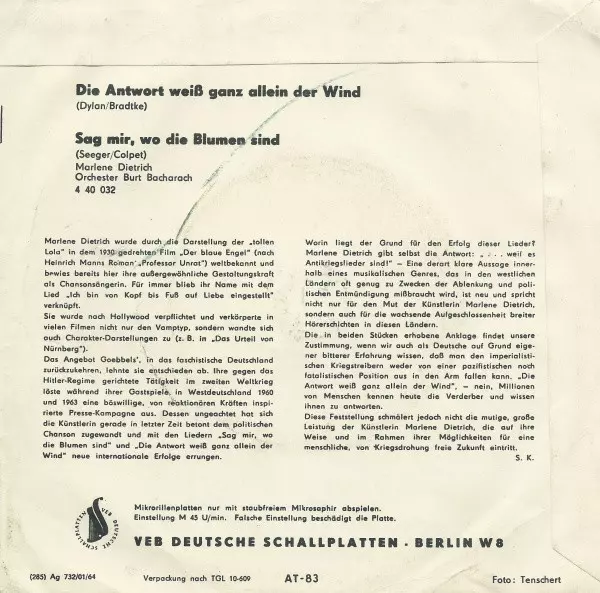 Die Antwort weiß ganz allein der Wind
(Dylan/Bradtke)
Sag mir, wo die Blumen sind
(Seeger/Colpet)
Marlene Dietrich
Orchester Burt Bacharach
4 40 032
Marlene Dietrich wurde durch die Darstellung der „tollen
Lola" in dem 1930 gedrehten Film „Der blaue Engel" (nach
Heinrich Manns Roman „Professor Unrat") weltbekannt und
bewies bereits hier ihre außergewöhnliche Gestaltungskraft
als Chansonsängerin. Für immer blieb ihr Name mit dem
Lied „Ich bin von Kopf bis Fuß auf Liebe eingestellt"
verknüpft.
Sie wurde nach Hollywood verpflichtet und verkörperte in
vielen Filmen nicht nur den Vamptyp, sondern wandte sich
auch Charakter-Darstellungen zu (z. B. in „Das Urteil von
Nürnberg").
Das Angebot Goebbels', in das faschistische Deutschland
zurückzukehren, lehnte sie entschieden ab. Ihre gegen das
Hitler-Regime gerichtete Tätigkeit im zweiten Weltkrieg
löste während ihrer Gastspiele in Westdeutschland 1960
und 1963 eine böswillige, von reaktionären Kräften inspi-
rierte Presse-Kampagne aus. Dessen ungeachtet hat sich
die Künstlerin gerade in letzter Zeit betont dem politischen
Chanson zugewandt und mit den Liedern „Sag mir, wo
die Blumen sind" und „Die Antwort weiß ganz allein der
Wind" neue internationale Erfolge errungen.
Worin liegt der Grund für den Erfolg dieser Lieder?
Marlene Dietrich gibt selbst die Antwort: „ . . . weil es
Antikriegslieder sind!" – Eine derart klare Aussage inner-
halb eines musikalischen Genres, das in den westlichen
Ländern oft genug zu Zwecken der Ablenkung und poli-
tischen Entmündigung mißbraucht wird, ist neu und spricht
nicht nur für den Mut der Künstlerin Marlene Dietrich,
sondern auch für die wachsende Aufgeschlossenheit breiter
Hörerschichten in diesen Ländern.
Die in beiden Stücken erhobene Anklage findet unsere
Zustimmung, wenn wir auch als Deutsche auf Grund eige-
ner bitterer Erfahrung wissen, daß man den imperialisti-
schen Kriegstreibern weder von einer pazifistischen noch
fatalistischen Position aus in den Arm fallen kann. „Die
Antwort weiß ganz allein der Wind", – nein, Millionen
von Menschen kennen heute die Verderber und wissen
ihnen zu antworten.
Diese Feststellung schmälert jedoch nicht die mutige, große
Leistung der Künstlerin Marlene Dietrich, die auf ihre
Weise und im Rahmen ihrer Möglichkeiten für eine
menschliche, von Kriegsdrohung freie Zukunft eintritt.
S. K.
VEB DEUTSCHE SCHALLPLATTEN
Mikrorillenplatten nur mit staubfreiem Mikrosaphir abspielen.
Einstellung M 45 U/min. Falsche Einstellung beschädigt die Platte.
VEB DEUTSCHE SCHALLPLATTEN · BERLIN W8
(285) Ag 732/01/64 Verpackung nach TGL 10-609 AT-83 Foto: Tenschert